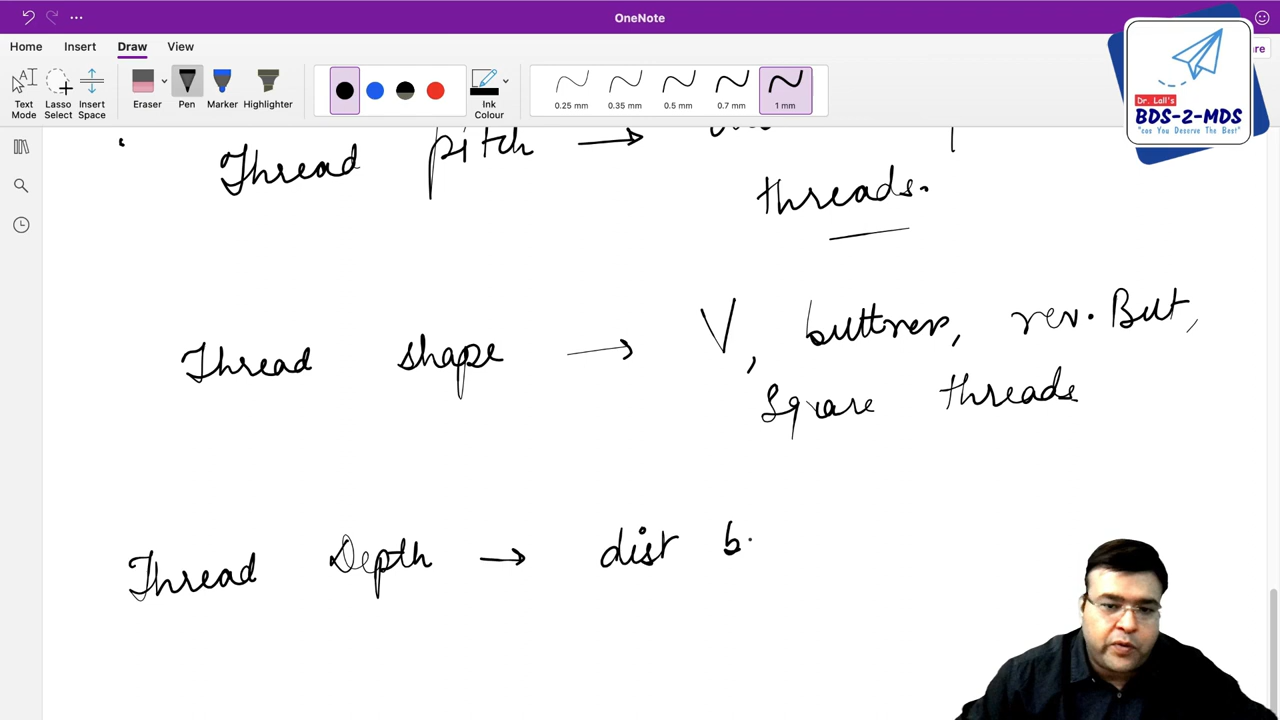 OneNote
Home Insert Draw View
Text Mode
Lasso Select
Insert Space
Eraser
Pen
Marker
Highlighter
Ink Colour
0.25 mm 0.35 mm 0.5 mm 0.7 mm 1 mm
Dr. Lall's
BDS-2-MDS
"cos You Deserve The Best"
Thread pitch →
threads.
Thread shape → V, buttress, rev. But,
square threads
Thread Depth → dist b.